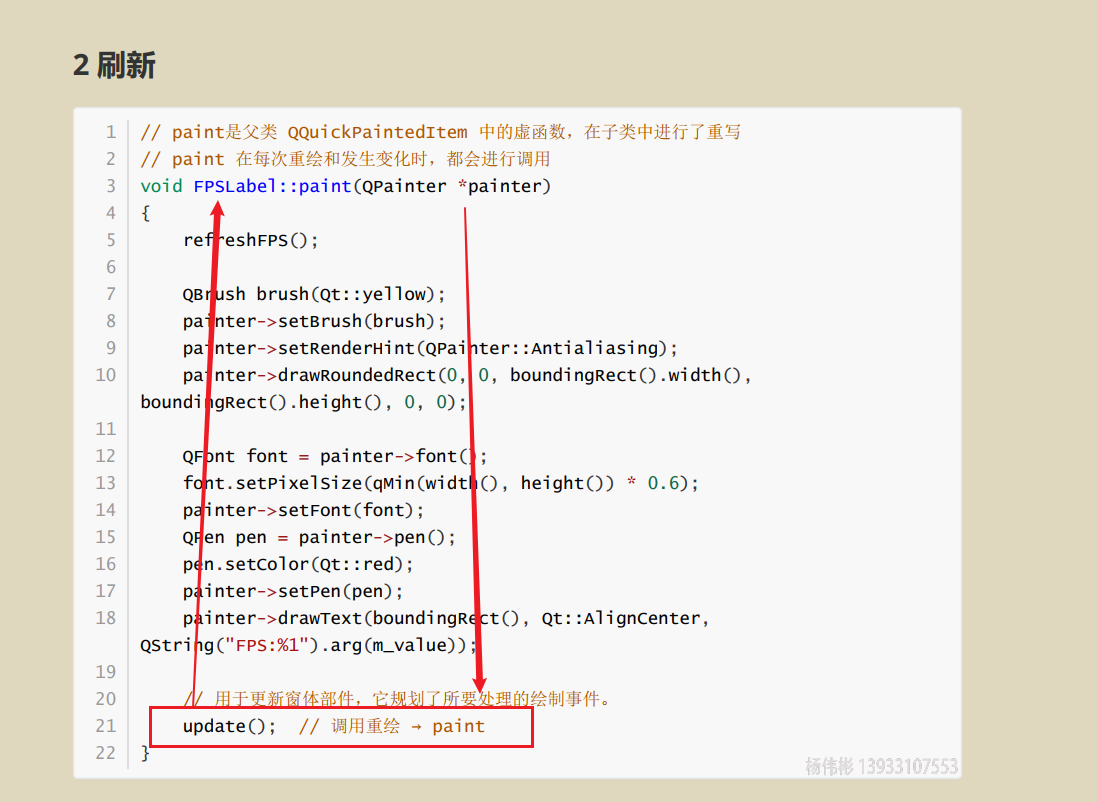 2 刷新
1 // paint是父类 QQuickPaintedItem 中的虚函数，在子类中进行了重写
2 // paint 在每次重绘和发生变化时，都会进行调用
3 void FPSLabel::paint(QPainter *painter)
4 {
5 refreshFPS();
6
7 QBrush brush(Qt::yellow);
8 painter->setBrush(brush);
9 painter->setRenderHint(QPainter::Antialiasing);
10 painter->drawRoundedRect(0, 0, boundingRect().width(),
boundingRect().height(), 0, 0);
11
12 QFont font = painter->font();
13 font.setPixelSize(qMin(width(), height()) * 0.6);
14 painter->setFont(font);
15 QPen pen = painter->pen();
16 pen.setColor(Qt::red);
17 painter->setPen(pen);
18 painter->drawText(boundingRect(), Qt::AlignCenter,
QString("FPS:%1").arg(m_value));
19
20 // 用于更新窗体部件，它规划了所要处理的绘制事件。
21 update(); // 调用重绘 → paint
22 }
杨伟彬 13933107553